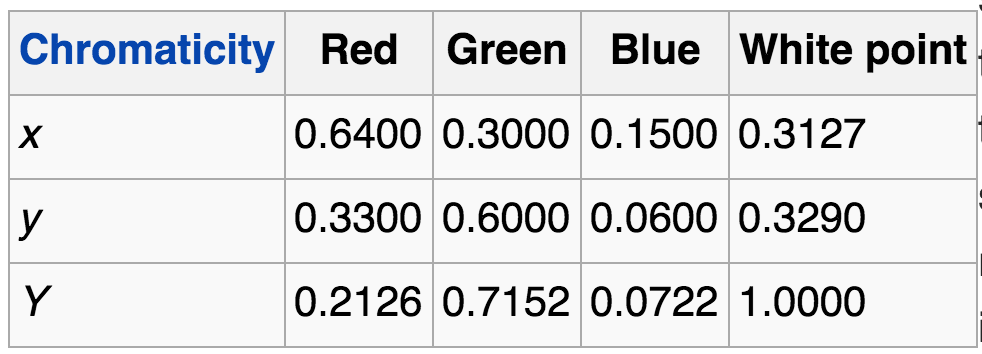 Chromaticity Red Green Blue White point
x 0.6400 0.3000 0.1500 0.3127
y 0.3300 0.6000 0.0600 0.3290
Y 0.2126 0.7152 0.0722 1.0000